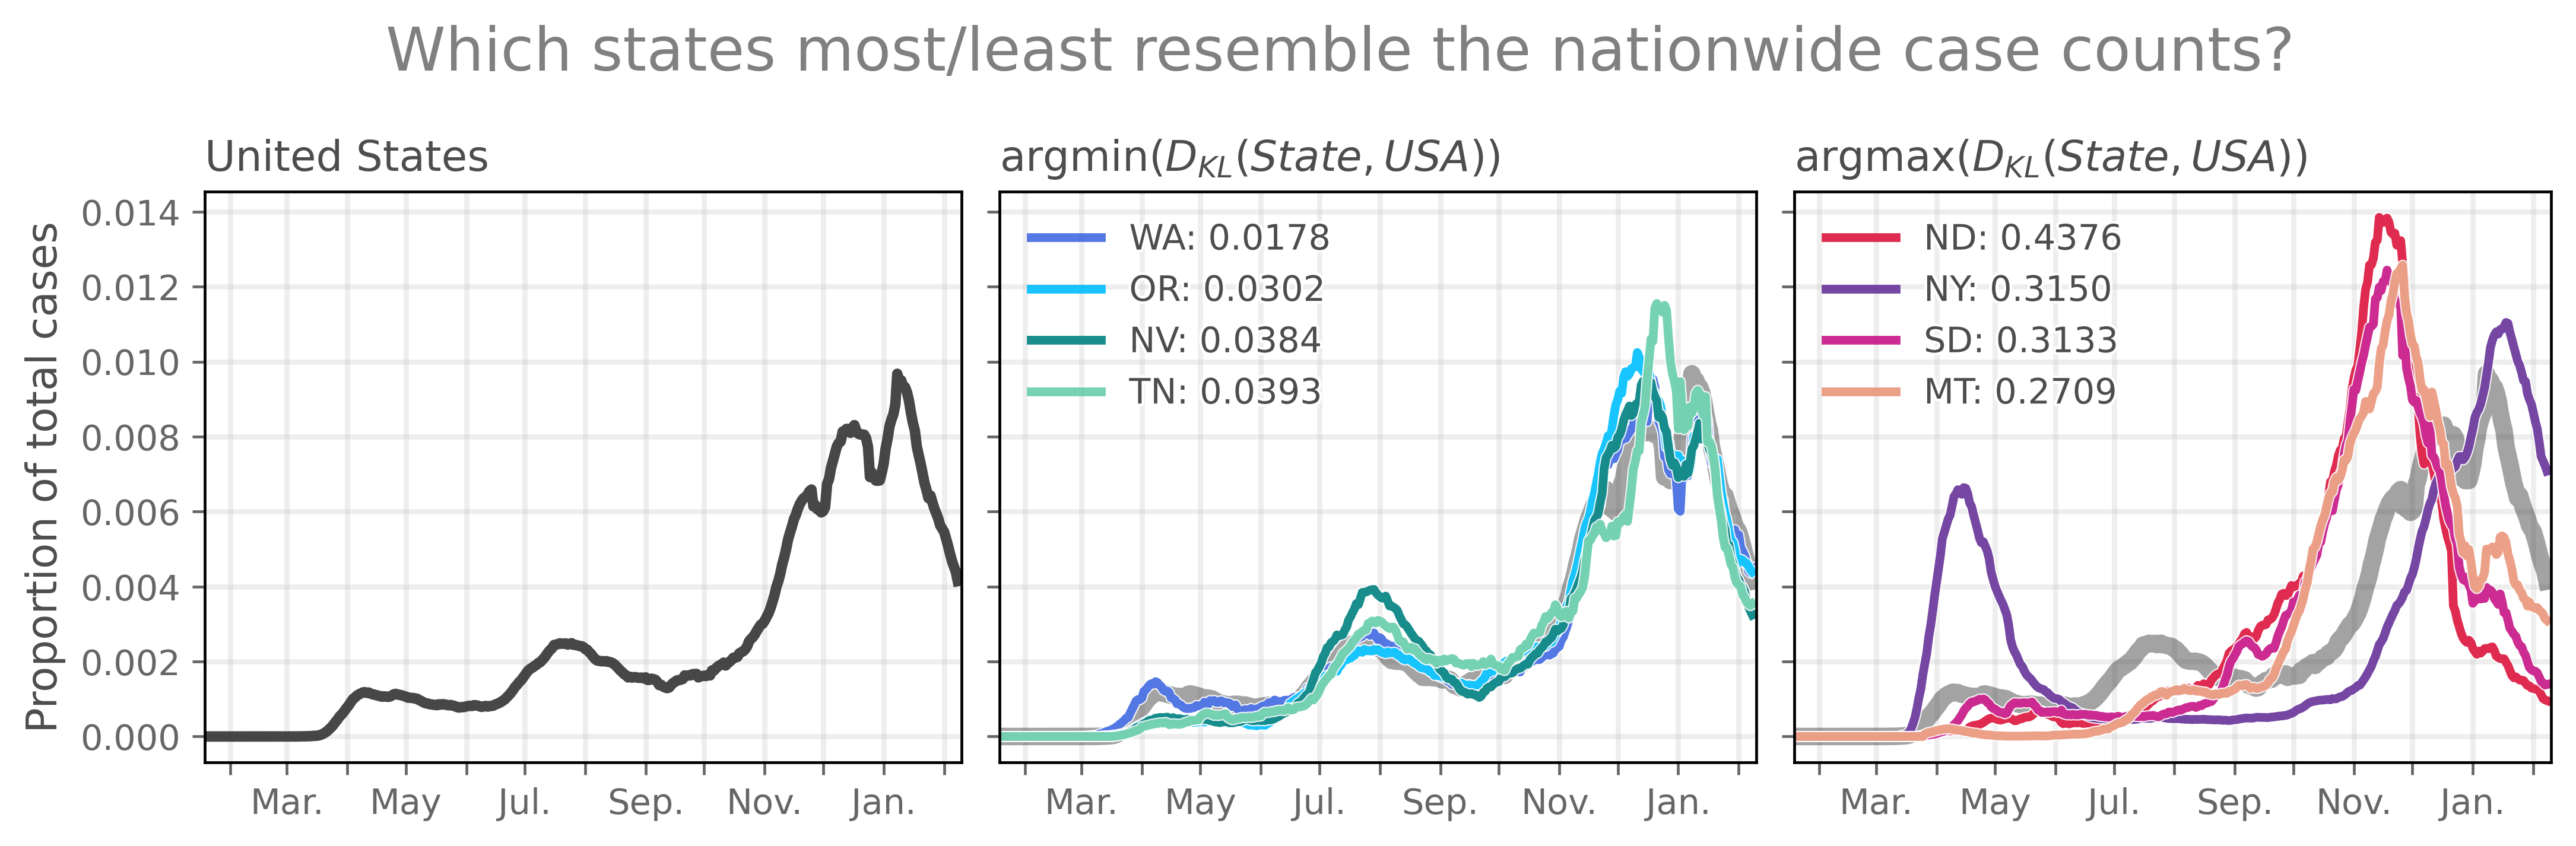 Which states most/least resemble the nationwide case counts?
United States
Proportion of total cases
0.014
0.012
0.010
0.008
0.006
0.004
0.002
0.000
Mar. May Jul. Sep. Nov. Jan.
argmin(D_KL(State, USA))
WA: 0.0178
OR: 0.0302
NV: 0.0384
TN: 0.0393
Mar. May Jul. Sep. Nov. Jan.
argmax(D_KL(State, USA))
ND: 0.4376
NY: 0.3150
SD: 0.3133
MT: 0.2709
Mar. May Jul. Sep. Nov. Jan.